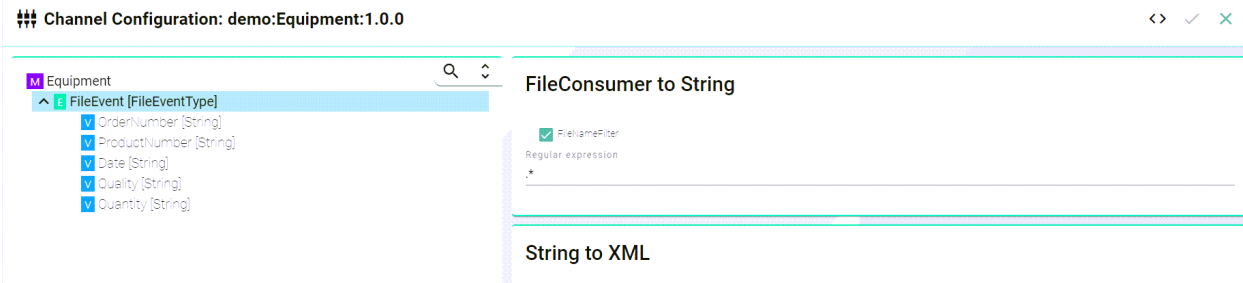 Channel Configuration: demo:Equipment:1.0.0
M Equipment
E FileEvent [FileEventType]
V OrderNumber [String]
V ProductNumber [String]
V Date [String]
V Quality [String]
V Quantity [String]
FileConsumer to String
FileNameFilter
Regular expression
.*
String to XML